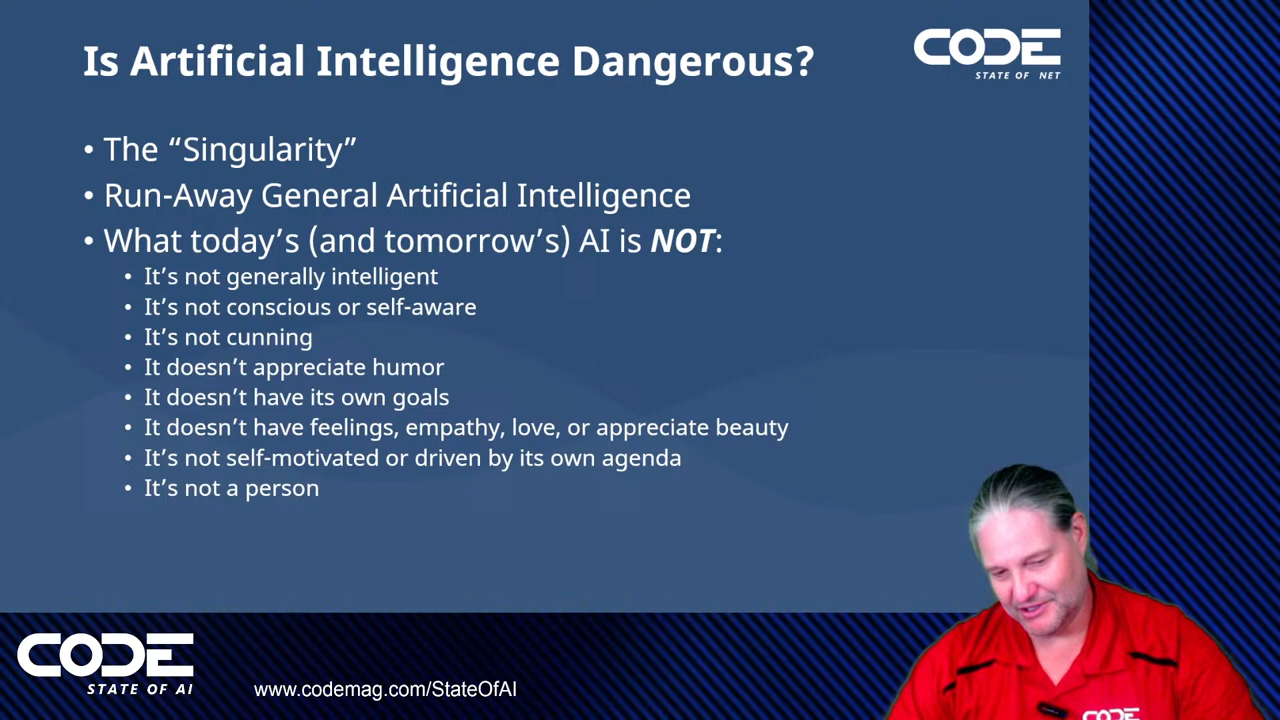 Is Artificial Intelligence Dangerous?
CODE
STATE OF NET
• The “Singularity”
• Run-Away General Artificial Intelligence
• What today’s (and tomorrow’s) AI is NOT:
• It’s not generally intelligent
• It’s not conscious or self-aware
• It’s not cunning
• It doesn’t appreciate humor
• It doesn’t have its own goals
• It doesn’t have feelings, empathy, love, or appreciate beauty
• It’s not self-motivated or driven by its own agenda
• It’s not a person
CODE
STATE OF AI
www.codemag.com/StateOfAI
CODE